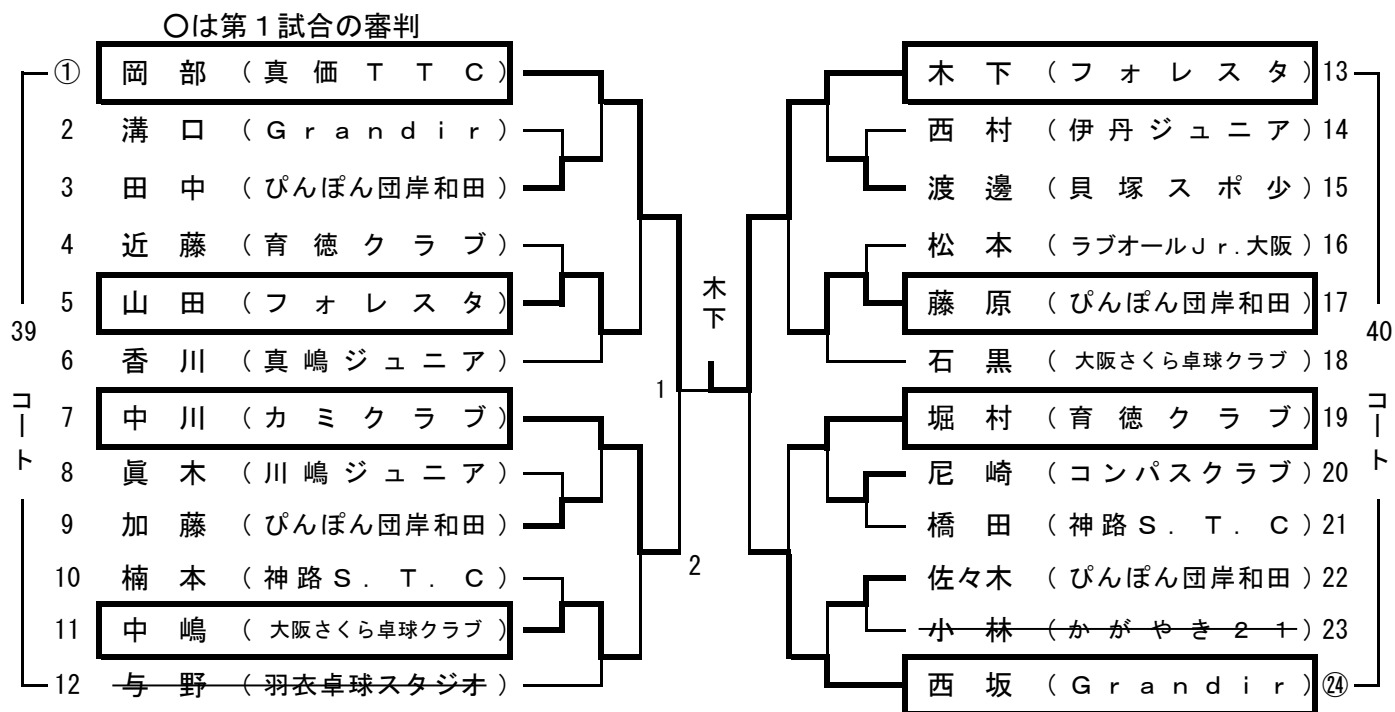 〇は第１試合の審判
① 岡部（真価ＴＴＣ）
2 溝口（Ｇｒａｎｄｉｒ）
3 田中（ぴんぽん団岸和田）
4 近藤（育徳クラブ）
5 山田（フォレスタ）
6 香川（真嶋ジュニア）
7 中川（カミクラブ）
8 眞木（川嶋ジュニア）
9 加藤（ぴんぽん団岸和田）
10 楠本（神路Ｓ．Ｔ．Ｃ）
11 中嶋（大阪さくら卓球クラブ）
12 与野（羽衣卓球スタジオ）
39
コート
木下
1
2
木下（フォレスタ）13
西村（伊丹ジュニア）14
渡邊（貝塚スポ少）15
松本（ラブオールＪｒ.大阪）16
藤原（ぴんぽん団岸和田）17
石黒（大阪さくら卓球クラブ）18
堀村（育徳クラブ）19
尼崎（コンパスクラブ）20
橋田（神路Ｓ．Ｔ．Ｃ）21
佐々木（ぴんぽん団岸和田）22
小林（かがやき２１）23
西坂（Ｇｒａｎｄｉｒ）㉔
40
コート